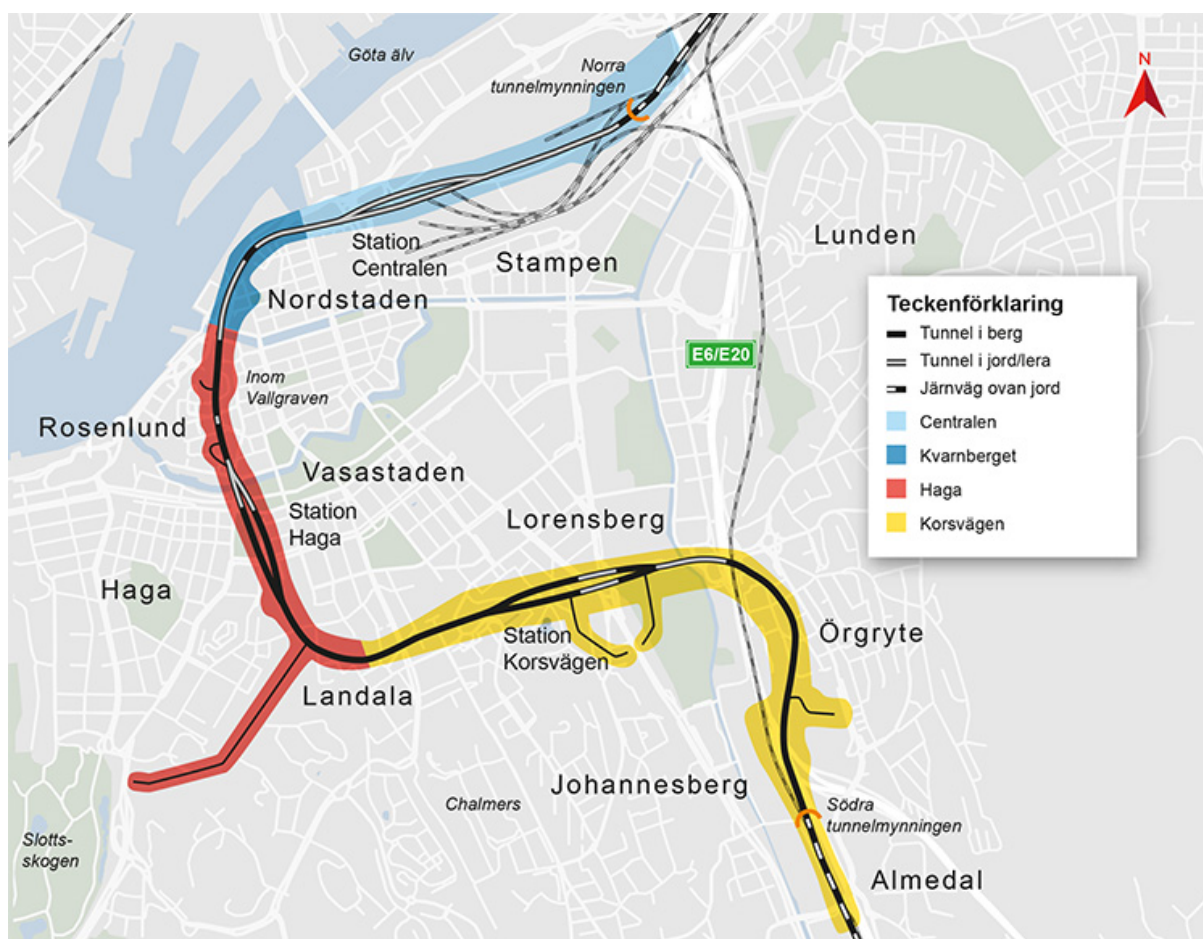 Göta älv
Norra
tunnelmynningen
N
Lunden
Station
Centralen
Stampen
Nordstaden
Teckenförklaring
Tunnel i berg
Tunnel i jord/lera
Järnväg ovan jord
Centralen
Kvarnberget
Haga
Korsvägen
E6/E20
Inom
Vallgraven
Rosenlund
Vasastaden
Station
Haga
Lorensberg
Haga
Station
Korsvägen
Örgryte
Landala
Johannesberg
Chalmers
Södra
tunnelmynningen
Slotts-
skogen
Almedal